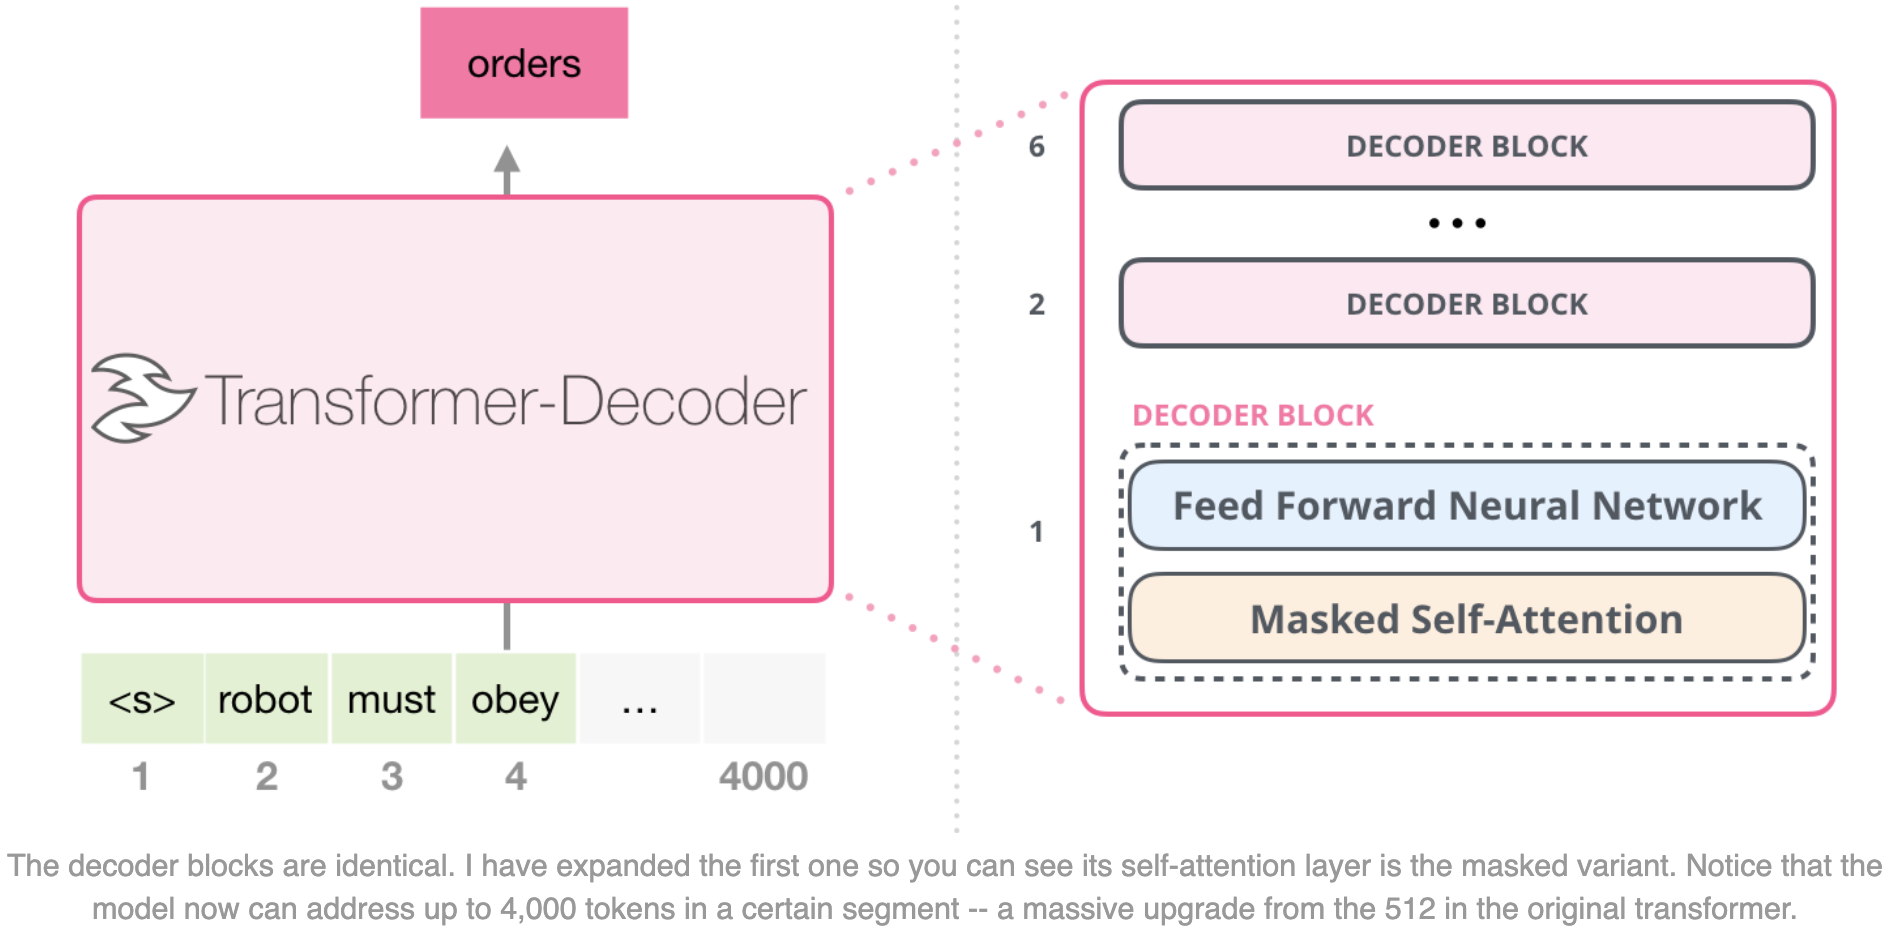 orders
Transformer-Decoder
<s> robot must obey ...
1 2 3 4 4000
6 DECODER BLOCK
...
2 DECODER BLOCK
DECODER BLOCK
1
Feed Forward Neural Network
Masked Self-Attention
The decoder blocks are identical. I have expanded the first one so you can see its self-attention layer is the masked variant. Notice that the
model now can address up to 4,000 tokens in a certain segment -- a massive upgrade from the 512 in the original transformer.